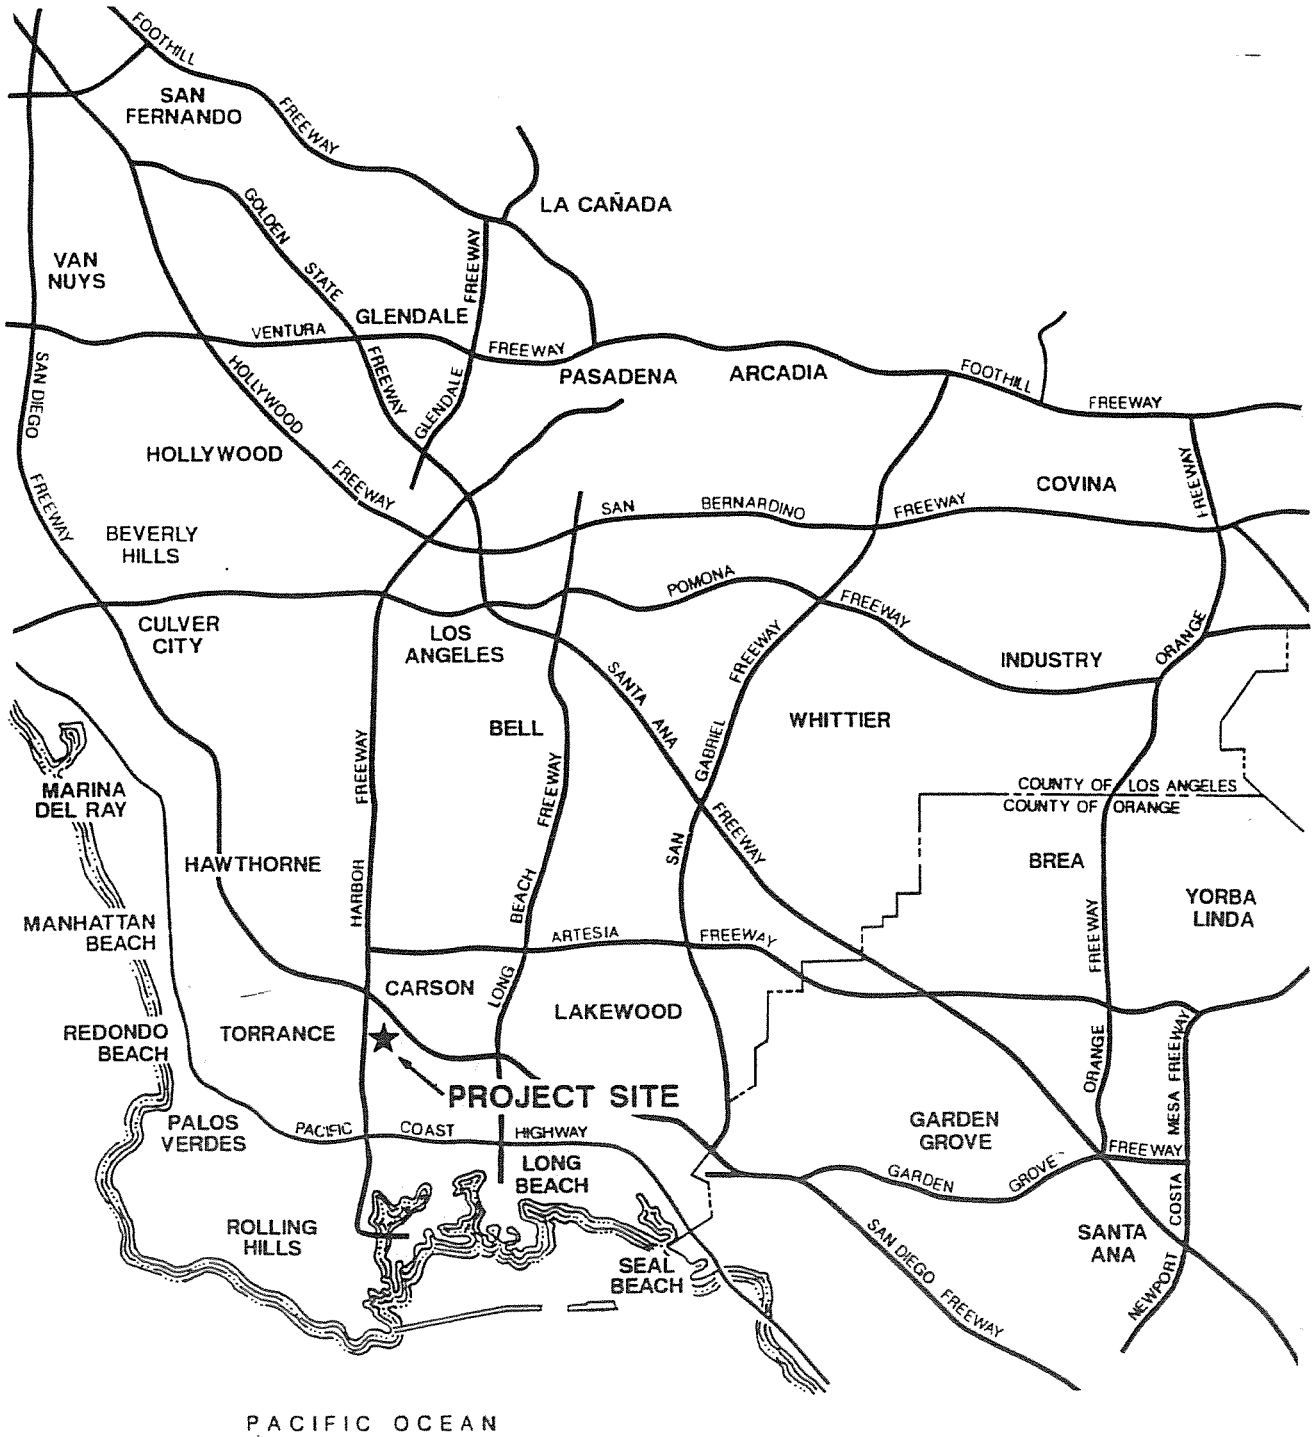 FOOTHILL
SAN
FERNANDO
FREEWAY
LA CAÑADA
GOLDEN
STATE
FREEWAY
VAN
NUYS
GLENDALE
VENTURA
FREEWAY
FREEWAY
GLENDALE
SAN DIEGO
HOLLYWOOD
PASADENA
ARCADIA
FOOTHILL
FREEWAY
HOLLYWOOD
FREEWAY
FREEWAY
BEVERLY
HILLS
SAN
BERNARDINO
FREEWAY
COVINA
FREEWAY
POMONA
FREEWAY
CULVER
CITY
LOS
ANGELES
SANTA ANA
FREEWAY
INDUSTRY
ORANGE
BELL
GABRIEL
WHITTIER
FREEWAY
FREEWAY
MARINA
DEL RAY
COUNTY OF LOS ANGELES
COUNTY OF ORANGE
SAN
FREEWAY
HAWTHORNE
HARBOR
BEACH
BREA
YORBA
LINDA
MANHATTAN
BEACH
ARTESIA
FREEWAY
FREEWAY
CARSON
LONG
LAKEWOOD
REDONDO
BEACH
TORRANCE
ORANGE
COSTA MESA FREEWAY
PROJECT SITE
PALOS
VERDES
PACIFIC
COAST
HIGHWAY
GARDEN
GROVE
FREEWAY
LONG
BEACH
GARDEN
GROVE
ROLLING
HILLS
SEAL
BEACH
SAN DIEGO
FREEWAY
SANTA
ANA
NEWPORT
PACIFIC OCEAN